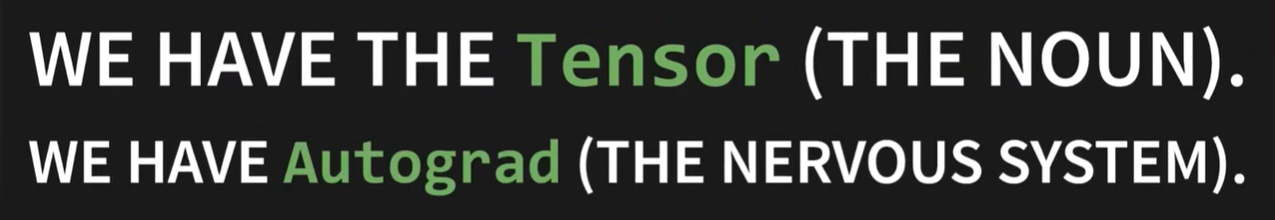 WE HAVE THE Tensor (THE NOUN).
WE HAVE Autograd (THE NERVOUS SYSTEM).